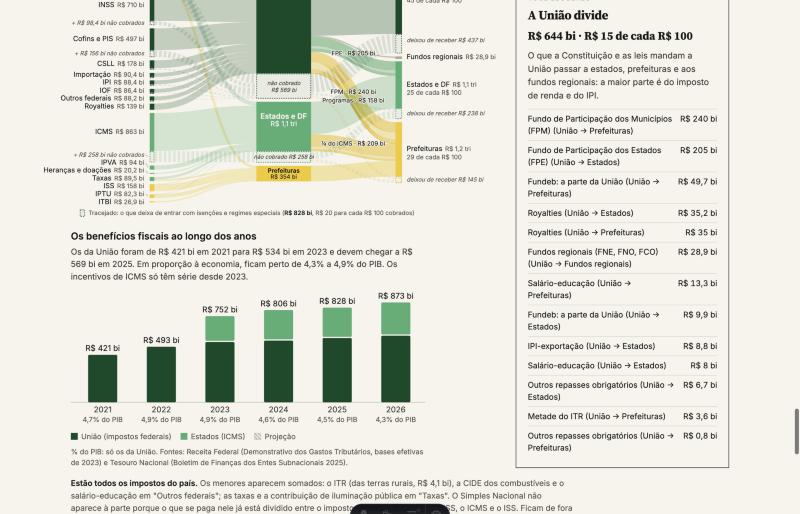 INSS R$ 710 bi
+ R$ 98,4 bi não cobrados
Cofins e PIS R$ 497 bi
+ R$ 156 bi não cobrados
CSLL R$ 178 bi
Importação R$ 90,4 bi
IPI R$ 88,4 bi
IOF R$ 86,4 bi
Outros federais R$ 88,2 bi
Royalties R$ 139 bi
ICMS R$ 863 bi
+ R$ 258 bi não cobrados
IPVA R$ 94 bi
Heranças e doações R$ 20,2 bi
Taxas R$ 89,5 bi
ISS R$ 158 bi
IPTU R$ 82,3 bi
ITBI R$ 26,9 bi
não cobrado
R$ 569 bi
Estados e DF
R$ 1,1 tri
não cobrado R$ 258 bi
Prefeituras
R$ 354 bi
FPE · R$ 205 bi
FPM · R$ 240 bi
Programas · R$ 158 bi
¼ do ICMS · R$ 209 bi
45 de cada R$ 100
deixou de receber R$ 437 bi
Fundos regionais R$ 28,9 bi
Estados e DF R$ 1,1 tri
25 de cada R$ 100
deixou de receber R$ 236 bi
Prefeituras R$ 1,2 tri
29 de cada R$ 100
deixou de receber R$ 145 bi
Tracejado: o que deixa de entrar com isenções e regimes especiais (R$ 828 bi, R$ 20 para cada R$ 100 cobrados)
Os benefícios fiscais ao longo dos anos
Os da União foram de R$ 421 bi em 2021 para R$ 534 bi em 2023 e devem chegar a R$
569 bi em 2025. Em proporção à economia, ficam perto de 4,3% a 4,9% do PIB. Os
incentivos de ICMS só têm série desde 2023.
R$ 421 bi
R$ 493 bi
R$ 752 bi
R$ 806 bi
R$ 828 bi
R$ 873 bi
2021
4,7% do PIB
2022
4,9% do PIB
2023
4,9% do PIB
2024
4,6% do PIB
2025
4,5% do PIB
2026
4,3% do PIB
União (impostos federais)
Estados (ICMS)
Projeção
% do PIB: só os da União. Fontes: Receita Federal (Demonstrativo dos Gastos Tributários, bases efetivas
de 2023) e Tesouro Nacional (Boletim de Finanças dos Entes Subnacionais 2025).
Estão todos os impostos do país. Os menores aparecem somados: o ITR (das terras rurais, R$ 4,1 bi), a CIDE dos combustíveis e o
salário-educação em "Outros federais"; as taxas e a contribuição de iluminação pública em "Taxas". O Simples Nacional não
aparece à parte porque o que se paga nele já está dividido entre o impost
SS, o ICMS e o ISS. Ficam de fora
A União divide
R$ 644 bi · R$ 15 de cada R$ 100
O que a Constituição e as leis mandam a
União passar a estados, prefeituras e aos
fundos regionais: a maior parte é do imposto
de renda e do IPI.
Fundo de Participação dos Municípios R$ 240 bi
(FPM) (União → Prefeituras)
Fundo de Participação dos Estados R$ 205 bi
(FPE) (União → Estados)
Fundeb: a parte da União (União → R$ 49,7 bi
Prefeituras)
Royalties (União → Estados) R$ 35,2 bi
Royalties (União → Prefeituras) R$ 35 bi
Fundos regionais (FNE, FNO, FCO) R$ 28,9 bi
(União → Fundos regionais)
Salário-educação (União → R$ 13,3 bi
Prefeituras)
Fundeb: a parte da União (União → R$ 9,9 bi
Estados)
IPI-exportação (União → Estados) R$ 8,8 bi
Salário-educação (União → Estados) R$ 8 bi
Outros repasses obrigatórios (União → R$ 6,7 bi
Estados)
Metade do ITR (União → Prefeituras) R$ 3,6 bi
Outros repasses obrigatórios (União → R$ 0,8 bi
Prefeituras)